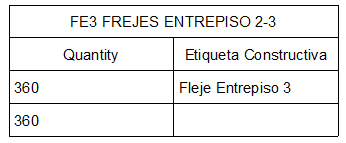 FE3 FREJES ENTREPISO 2-3
Quantity Etiqueta Constructiva
360 Fleje Entrepiso 3
360